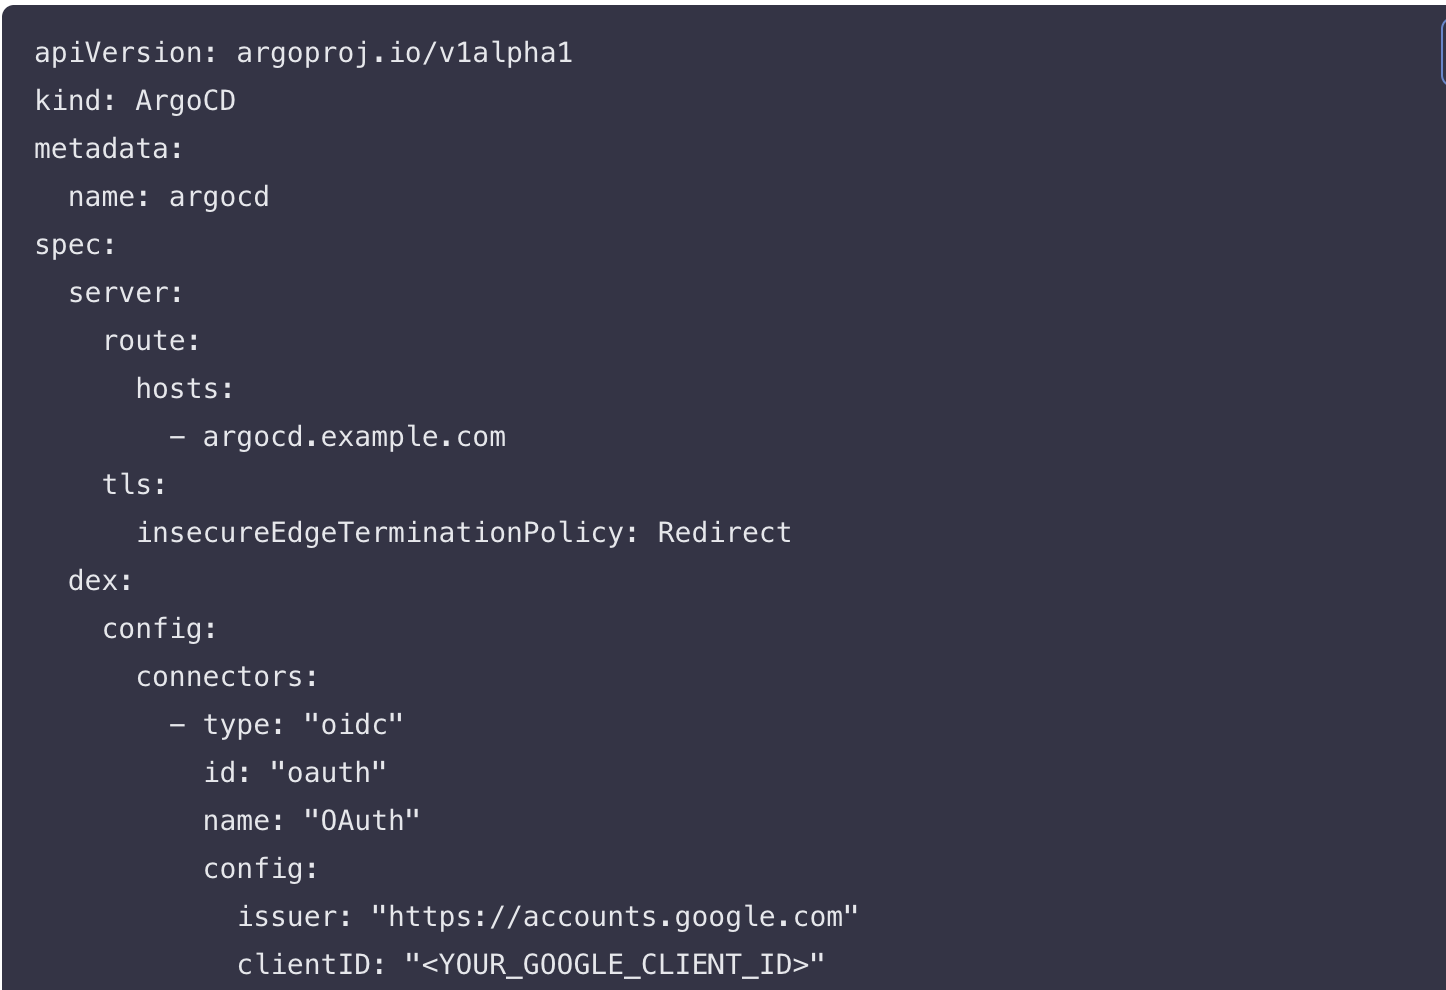 apiVersion: argoproj.io/v1alpha1
kind: ArgoCD
metadata:
  name: argocd
spec:
  server:
    route:
      hosts:
        - argocd.example.com
    tls:
      insecureEdgeTerminationPolicy: Redirect
  dex:
    config:
      connectors:
        - type: "oidc"
          id: "oauth"
          name: "OAuth"
          config:
            issuer: "https://accounts.google.com"
            clientID: "<YOUR_GOOGLE_CLIENT_ID>"